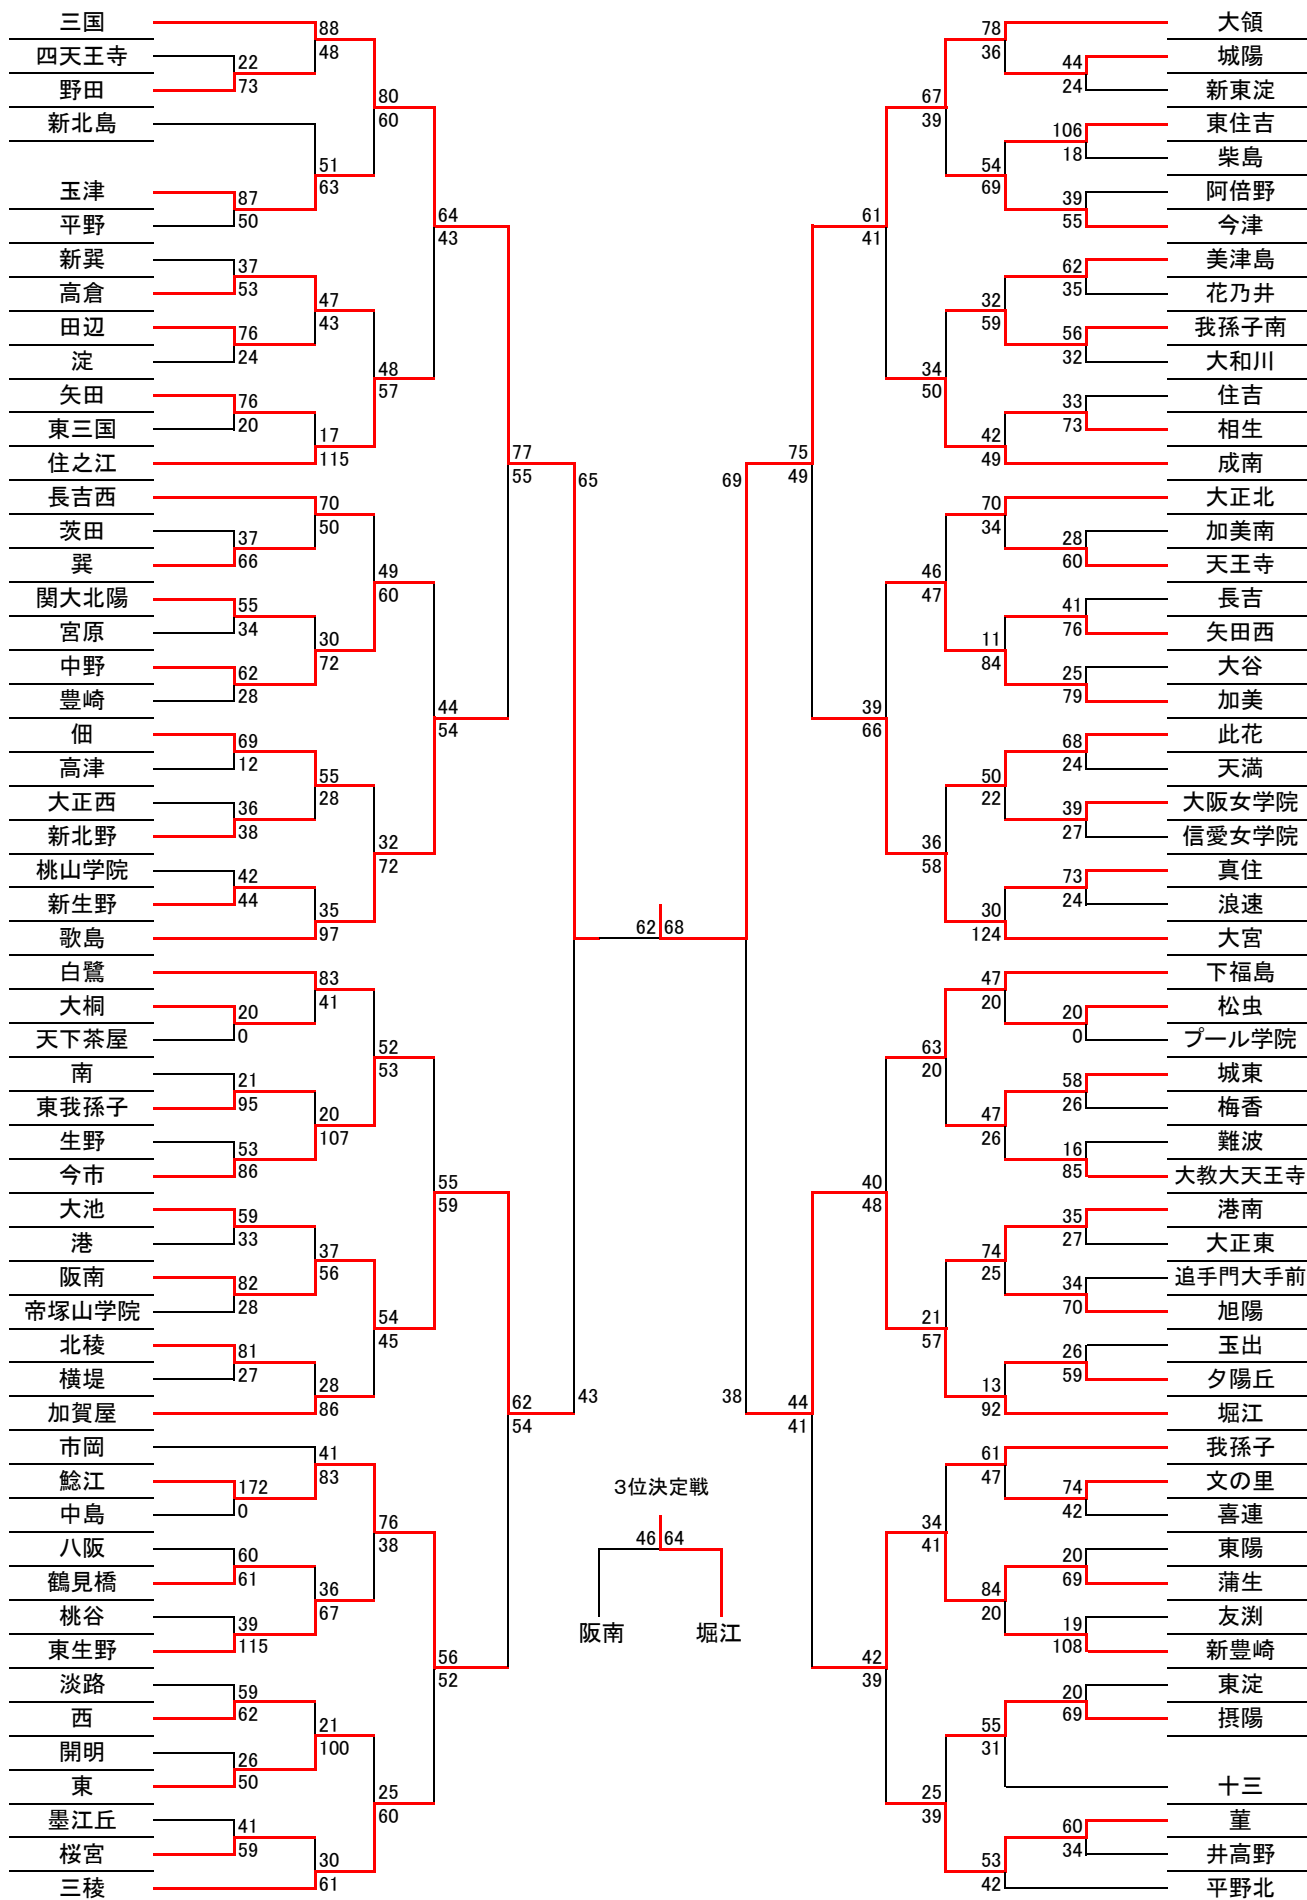 三国
四天王寺
野田
新北島
玉津
平野
新巽
高倉
田辺
淀
矢田
東三国
住之江
長吉西
茨田
巽
関大北陽
宮原
中野
豊崎
佃
高津
大正西
新北野
桃山学院
新生野
歌島
白鷺
大桐
天下茶屋
南
東我孫子
生野
今市
大池
港
阪南
帝塚山学院
北稜
横堤
加賀屋
市岡
鯰江
中島
八阪
鶴見橋
桃谷
東生野
淡路
西
開明
東
墨江丘
桜宮
三稜
22
73
87
50
37
53
76
24
76
20
37
66
55
34
62
28
69
12
36
38
42
44
20
0
21
95
53
86
59
33
82
28
81
27
172
0
60
61
39
115
59
62
26
50
41
59
88
48
51
63
47
43
17
115
70
50
30
72
55
28
35
97
83
41
20
107
37
56
28
86
41
83
36
67
21
100
30
61
80
60
48
57
49
60
32
72
52
53
54
45
76
38
25
60
64
43
44
54
55
59
56
52
77
55
62
54
65
43
62 68
3位決定戦
46 64
阪南 堀江
69
38
75
49
44
41
61
41
39
66
40
48
42
39
67
39
34
50
46
47
36
58
63
20
21
57
34
41
25
39
78
36
54
69
32
59
42
49
70
34
11
84
50
22
30
124
47
20
47
26
74
25
13
92
61
47
84
20
55
31
53
42
44
24
106
18
39
55
62
35
56
32
33
73
28
60
41
76
25
79
68
24
39
27
73
24
20
0
58
26
16
85
35
27
34
70
26
59
74
42
20
69
19
108
20
69
60
34
大領
城陽
新東淀
東住吉
柴島
阿倍野
今津
美津島
花乃井
我孫子南
大和川
住吉
相生
成南
大正北
加美南
天王寺
長吉
矢田西
大谷
加美
此花
天満
大阪女学院
信愛女学院
真住
浪速
大宮
下福島
松虫
プール学院
城東
梅香
難波
大教大天王寺
港南
大正東
追手門大手前
旭陽
玉出
夕陽丘
堀江
我孫子
文の里
喜連
東陽
蒲生
友渕
新豊崎
東淀
摂陽
十三
菫
井高野
平野北